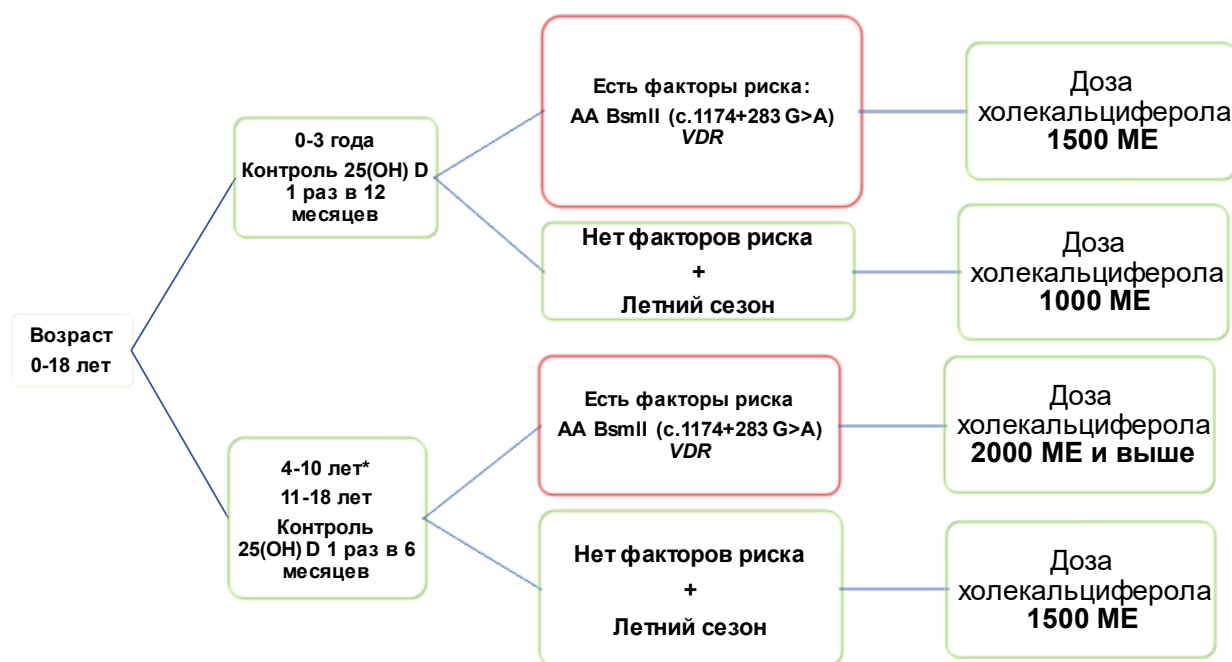 Возраст
0-18 лет
0-3 года
Контроль 25(OH) D
1 раз в 12
месяцев
Есть факторы риска:
AA BsmII (c.1174+283 G>A)
VDR
Доза
холекальциферола
1500 МЕ
Нет факторов риска
+
Летний сезон
Доза
холекальциферола
1000 МЕ
4-10 лет*
11-18 лет
Контроль
25(OH) D 1 раз в 6
месяцев
Есть факторы риска
AA BsmII (c.1174+283 G>A)
VDR
Доза
холекальциферола
2000 МЕ и выше
Нет факторов риска
+
Летний сезон
Доза
холекальциферола
1500 МЕ